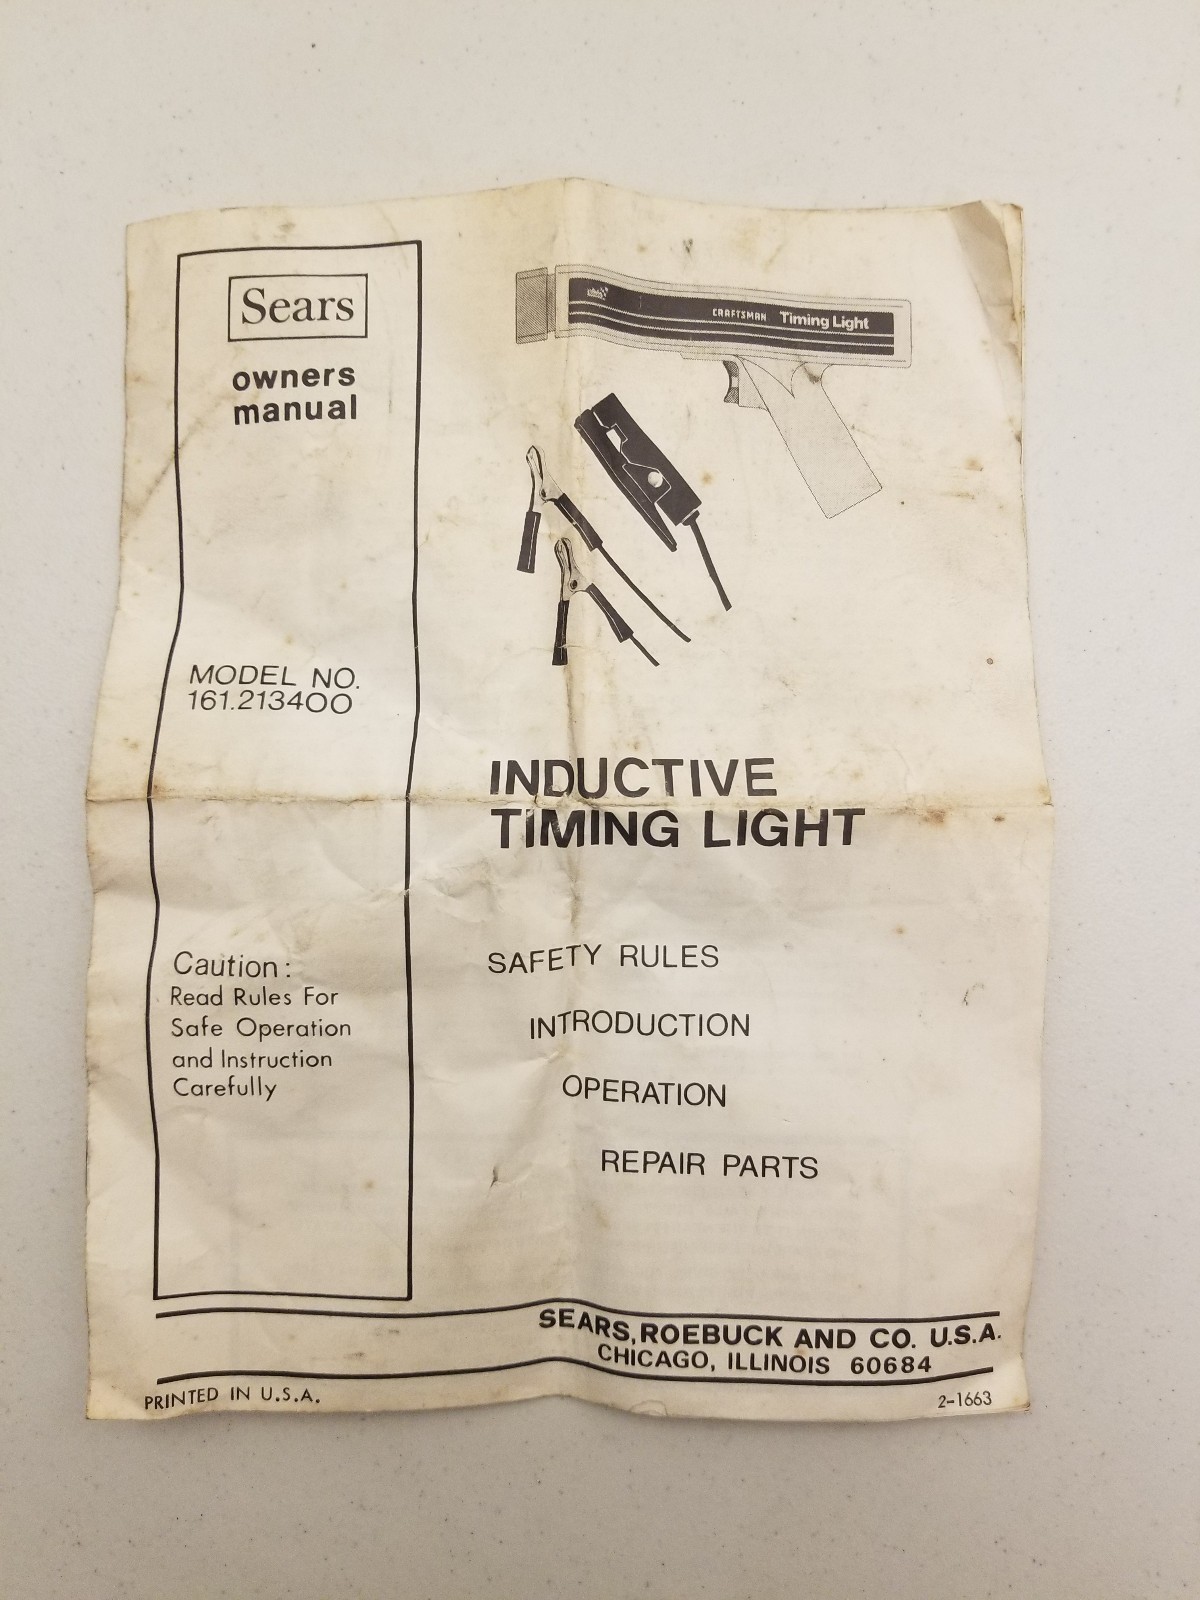 Sears
owners
manual
MODEL NO.
161.213400
Caution:
Read Rules For
Safe Operation
and Instruction
Carefully
CRAFTSMAN Timing Light
INDUCTIVE
TIMING LIGHT
SAFETY RULES
INTRODUCTION
OPERATION
REPAIR PARTS
SEARS, ROEBUCK AND CO. U.S.A.
CHICAGO, ILLINOIS 60684
PRINTED IN U.S.A.
2-1663